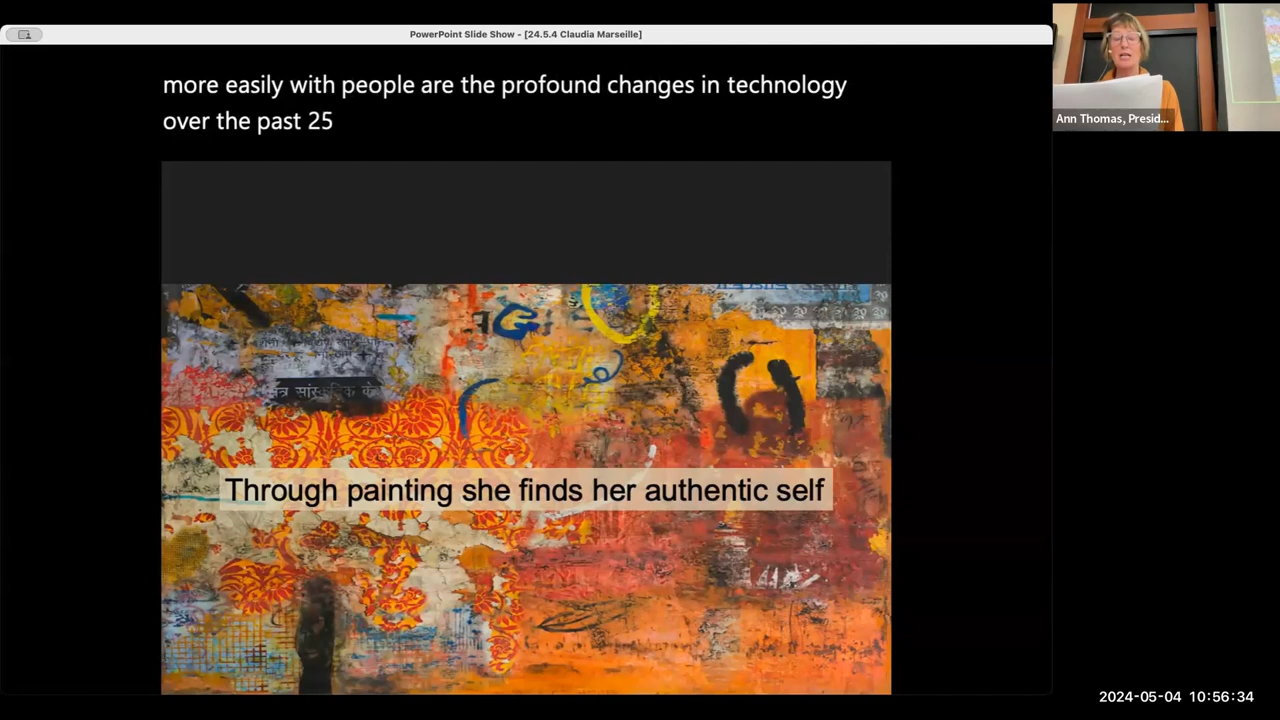 PowerPoint Slide Show - [24.5.4 Claudia Marseille]
more easily with people are the profound changes in technology
over the past 25
Ann Thomas, Presid...
Through painting she finds her authentic self
2024-05-04 10:56:34